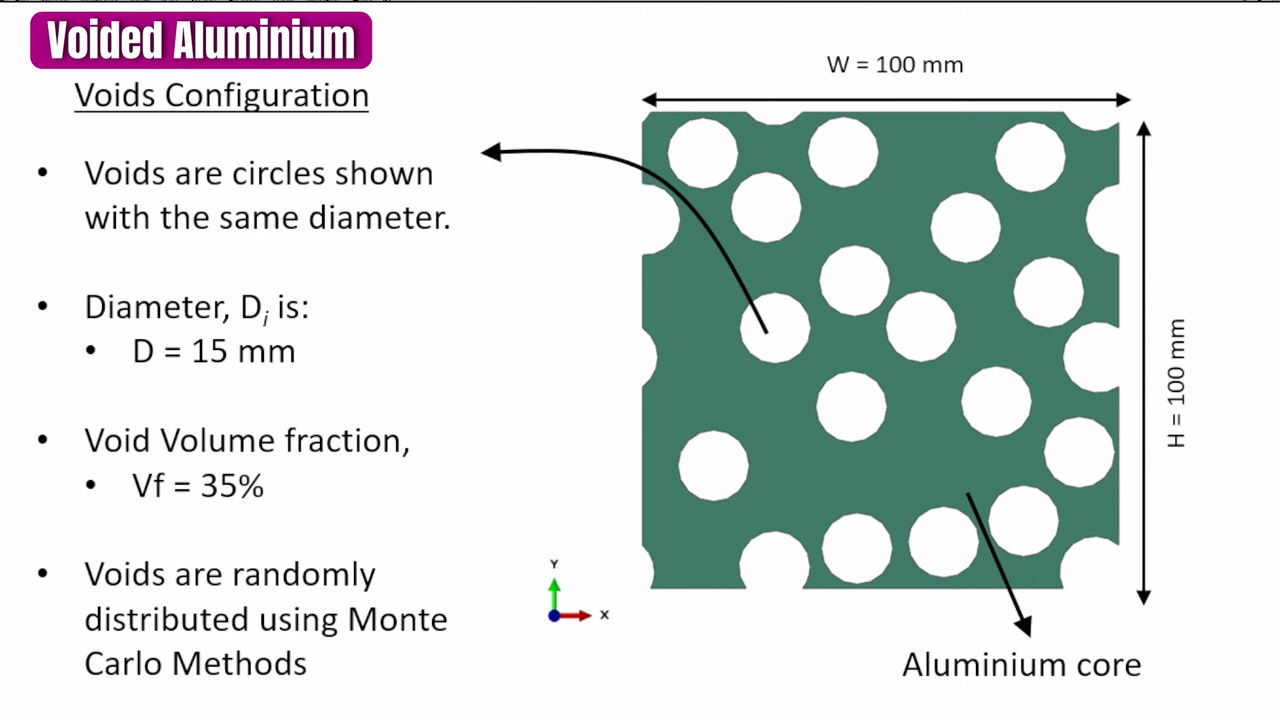 Voided Aluminium
Voids Configuration
• Voids are circles shown
with the same diameter.
• Diameter, Di is:
• D = 15 mm
• Void Volume fraction,
• Vf = 35%
• Voids are randomly
distributed using Monte
Carlo Methods
W = 100 mm
H = 100 mm
Y
X
Aluminium core